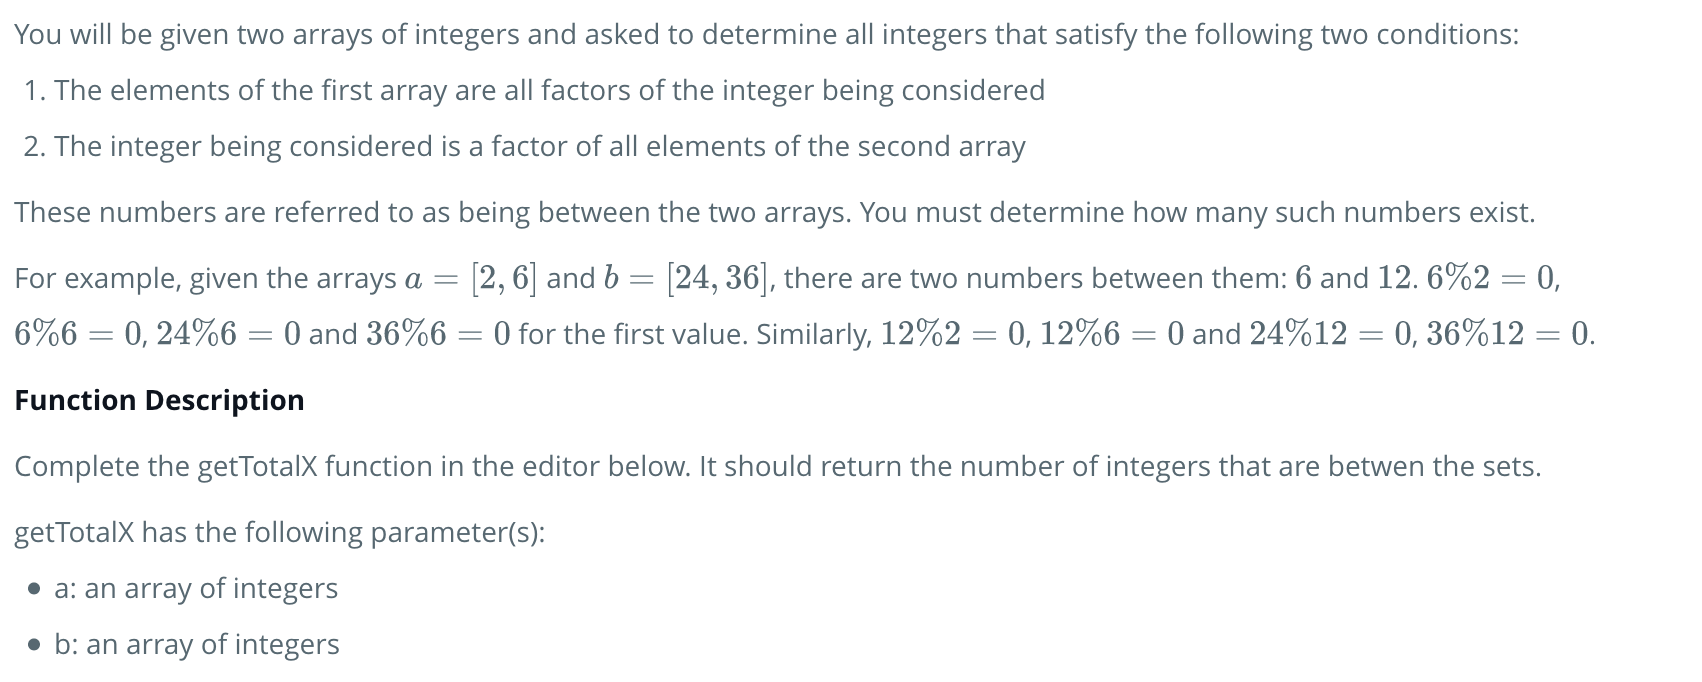 You will be given two arrays of integers and asked to determine all integers that satisfy the following two conditions:
1. The elements of the first array are all factors of the integer being considered
2. The integer being considered is a factor of all elements of the second array
These numbers are referred to as being between the two arrays. You must determine how many such numbers exist.
For example, given the arrays a = [2, 6] and b = [24, 36], there are two numbers between them: 6 and 12. 6%2 = 0,
6%6 = 0, 24%6 = 0 and 36%6 = 0 for the first value. Similarly, 12%2 = 0, 12%6 = 0 and 24%12 = 0, 36%12 = 0.
Function Description
Complete the getTotalX function in the editor below. It should return the number of integers that are betwen the sets.
getTotalX has the following parameter(s):
• a: an array of integers
• b: an array of integers